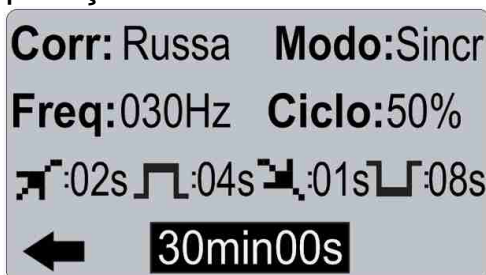 Corr: Russa Modo:Sincr
Freq:030Hz Ciclo:50%
:02s :04s :01s :08s
30min00s